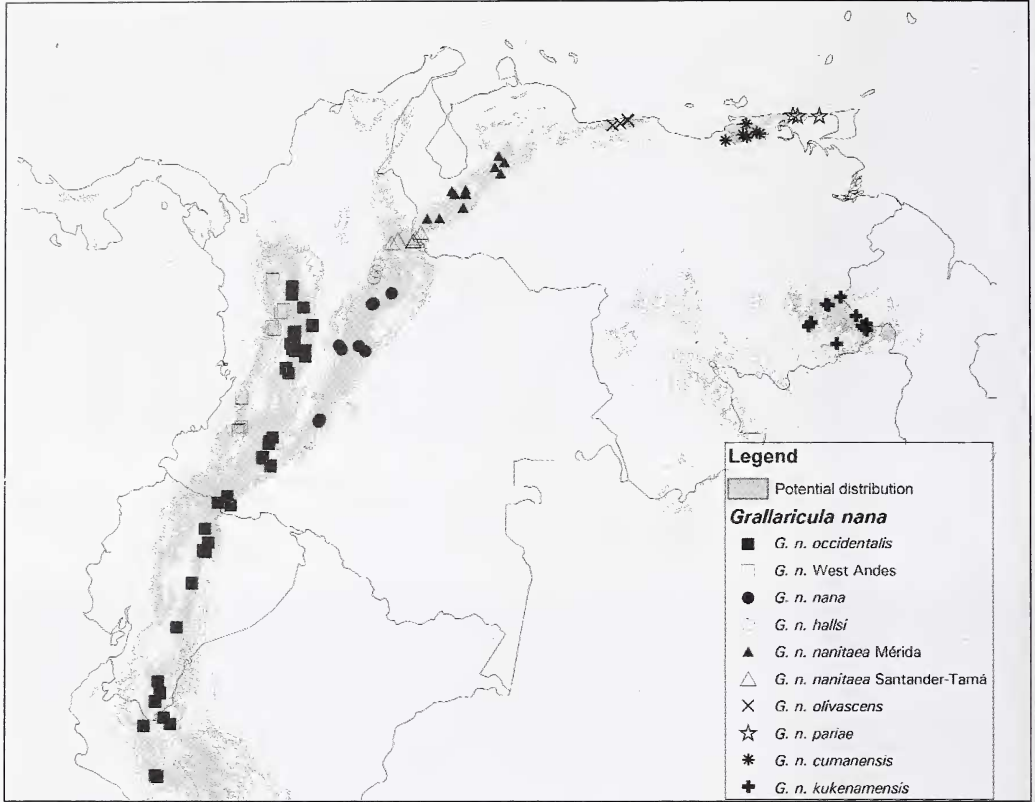 Legend
Potential distribution
Grallaricula nana
G. n. occidentalis
G. n. West Andes
G. n. nana
G. n. hallsi
G. n. nanitaea Mérida
G. n. nanitaea Santander-Tamá
G. n. olivascens
G. n. pariae
G. n. cumanensis
G. n. kukenamensis